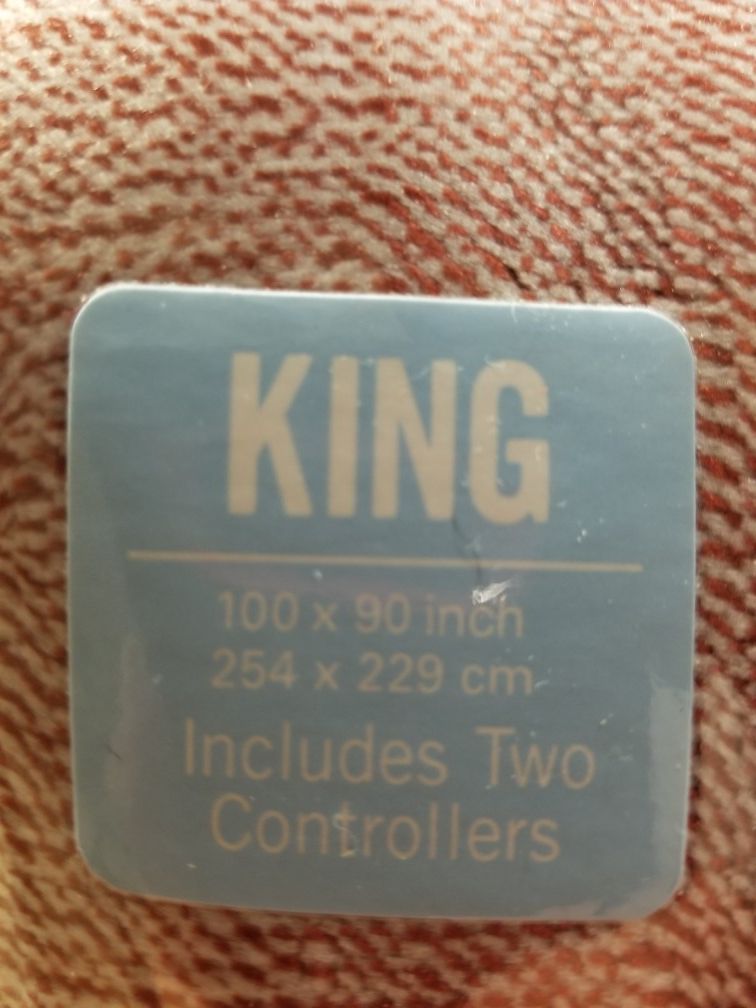 KING
100 x 90 inch
254 x 229 cm
Includes Two
Controllers